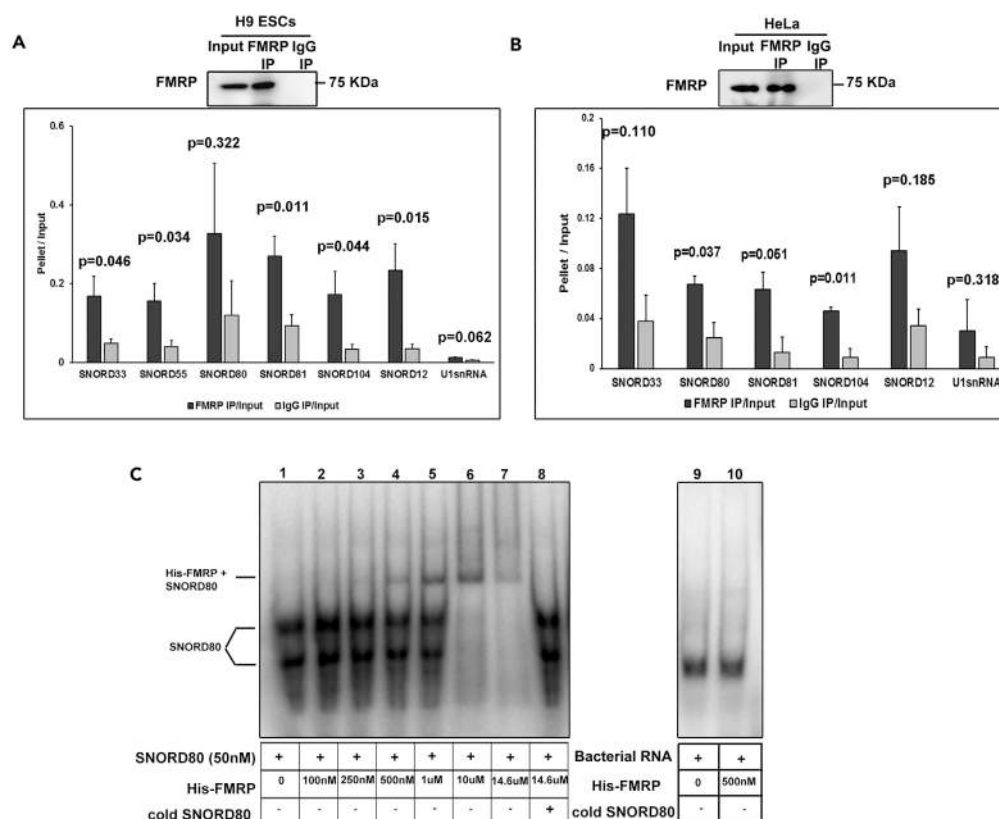 A
H9 ESCs
Input FMRP IgG
IP IP
FMRP
75 KDa
0.6
0.4
0.2
0
Pellet / Input
p=0.046
p=0.034
p=0.322
p=0.011
p=0.044
p=0.015
p=0.062
SNORD33 SNORD55 SNORD80 SNORD81 SNORD104 SNORD12 U1snRNA
FMRP IP/Input IgG IP/Input
B
HeLa
Input FMRP IgG
IP IP
FMRP
75 KDa
0.2
0.16
0.12
0.08
0.04
0
Pellet / Input
p=0.110
p=0.037
p=0.051
p=0.011
p=0.185
p=0.318
SNORD33 SNORD80 SNORD81 SNORD104 SNORD12 U1snRNA
FMRP IP/Input IgG IP/Input
C
1 2 3 4 5 6 7 8
His-FMRP +
SNORD80
SNORD80
SNORD80 (50nM) + + + + + + + +
His-FMRP 0 100nM 250nM 500nM 1uM 10uM 14.6uM 14.6uM
cold SNORD80 - - - - - - - +
9 10
Bacterial RNA + +
His-FMRP 0 500nM
cold SNORD80 - -